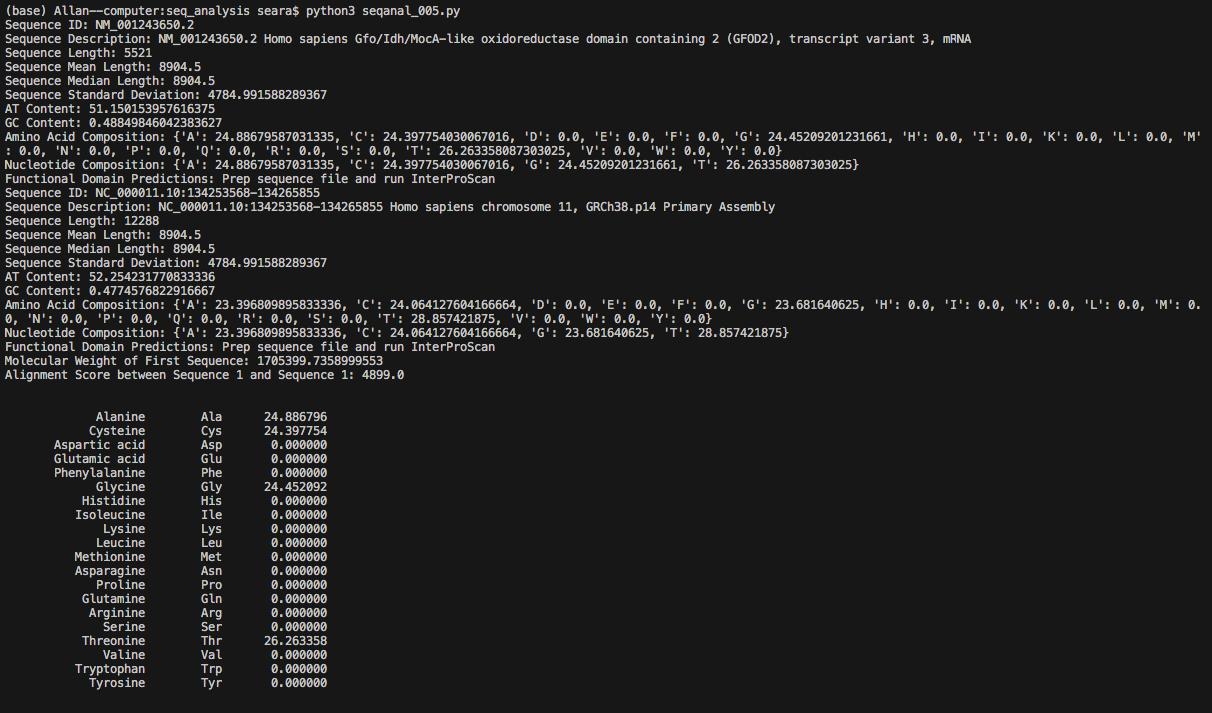 (base) Allan--computer:seq_analysis seara$ python3 seqanal_005.py
Sequence ID: NM_001243650.2
Sequence Description: NM_001243650.2 Homo sapiens Gfo/Idh/MocA-like oxidoreductase domain containing 2 (GFOD2), transcript variant 3, mRNA
Sequence Length: 5521
Sequence Mean Length: 8904.5
Sequence Median Length: 8904.5
Sequence Standard Deviation: 4784.991588289367
AT Content: 51.150153957616375
GC Content: 0.48849846042383627
Amino Acid Composition: {'A': 24.88679587031335, 'C': 24.397754030067016, 'D': 0.0, 'E': 0.0, 'F': 0.0, 'G': 24.45209201231661, 'H': 0.0, 'I': 0.0, 'K': 0.0, 'L': 0.0, 'M'
: 0.0, 'N': 0.0, 'P': 0.0, 'Q': 0.0, 'R': 0.0, 'S': 0.0, 'T': 26.263358087303025, 'V': 0.0, 'W': 0.0, 'Y': 0.0}
Nucleotide Composition: {'A': 24.88679587031335, 'C': 24.397754030067016, 'G': 24.45209201231661, 'T': 26.263358087303025}
Functional Domain Predictions: Prep sequence file and run InterProScan
Sequence ID: NC_000011.10:134253568-134265855
Sequence Description: NC_000011.10:134253568-134265855 Homo sapiens chromosome 11, GRCh38.p14 Primary Assembly
Sequence Length: 12288
Sequence Mean Length: 8904.5
Sequence Median Length: 8904.5
Sequence Standard Deviation: 4784.991588289367
AT Content: 52.254231770833336
GC Content: 0.4774576822916667
Amino Acid Composition: {'A': 23.396809895833336, 'C': 24.064127604166664, 'D': 0.0, 'E': 0.0, 'F': 0.0, 'G': 23.681640625, 'H': 0.0, 'I': 0.0, 'K': 0.0, 'L': 0.0, 'M': 0.
0, 'N': 0.0, 'P': 0.0, 'Q': 0.0, 'R': 0.0, 'S': 0.0, 'T': 28.857421875, 'V': 0.0, 'W': 0.0, 'Y': 0.0}
Nucleotide Composition: {'A': 23.396809895833336, 'C': 24.064127604166664, 'G': 23.681640625, 'T': 28.857421875}
Functional Domain Predictions: Prep sequence file and run InterProScan
Molecular Weight of First Sequence: 1705399.7358999553
Alignment Score between Sequence 1 and Sequence 1: 4899.0
Alanine Ala 24.886796
Cysteine Cys 24.397754
Aspartic acid Asp 0.000000
Glutamic acid Glu 0.000000
Phenylalanine Phe 0.000000
Glycine Gly 24.452092
Histidine His 0.000000
Isoleucine Ile 0.000000
Lysine Lys 0.000000
Leucine Leu 0.000000
Methionine Met 0.000000
Asparagine Asn 0.000000
Proline Pro 0.000000
Glutamine Gln 0.000000
Arginine Arg 0.000000
Serine Ser 0.000000
Threonine Thr 26.263358
Valine Val 0.000000
Tryptophan Trp 0.000000
Tyrosine Tyr 0.000000